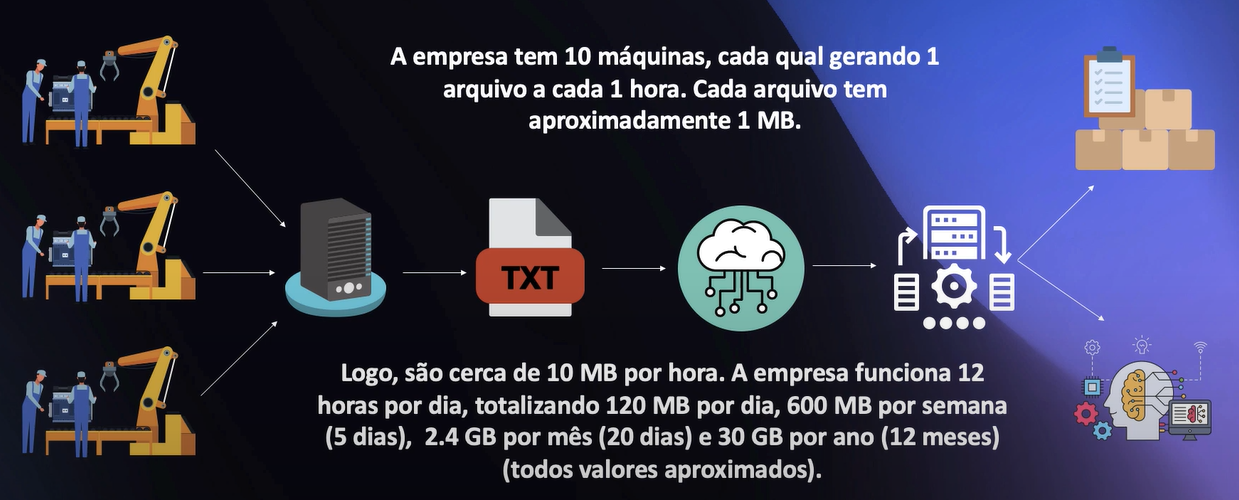 A empresa tem 10 máquinas, cada qual gerando 1
arquivo a cada 1 hora. Cada arquivo tem
aproximadamente 1 MB.
TXT
Logo, são cerca de 10 MB por hora. A empresa funciona 12
horas por dia, totalizando 120 MB por dia, 600 MB por semana
(5 dias),  2.4 GB por mês (20 dias) e 30 GB por ano (12 meses)
(todos valores aproximados).